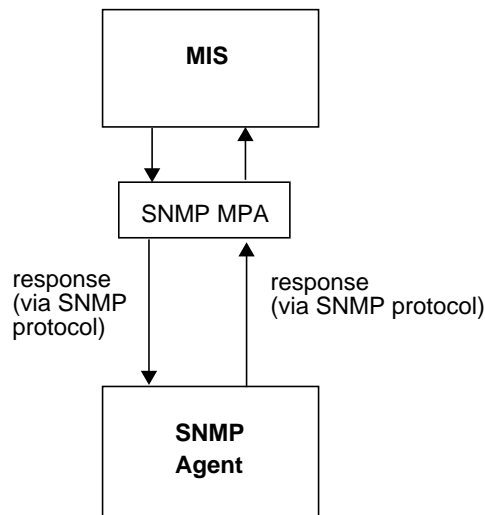 MIS
SNMP MPA
response
(via SNMP
protocol)
response
(via SNMP protocol)
SNMP
Agent